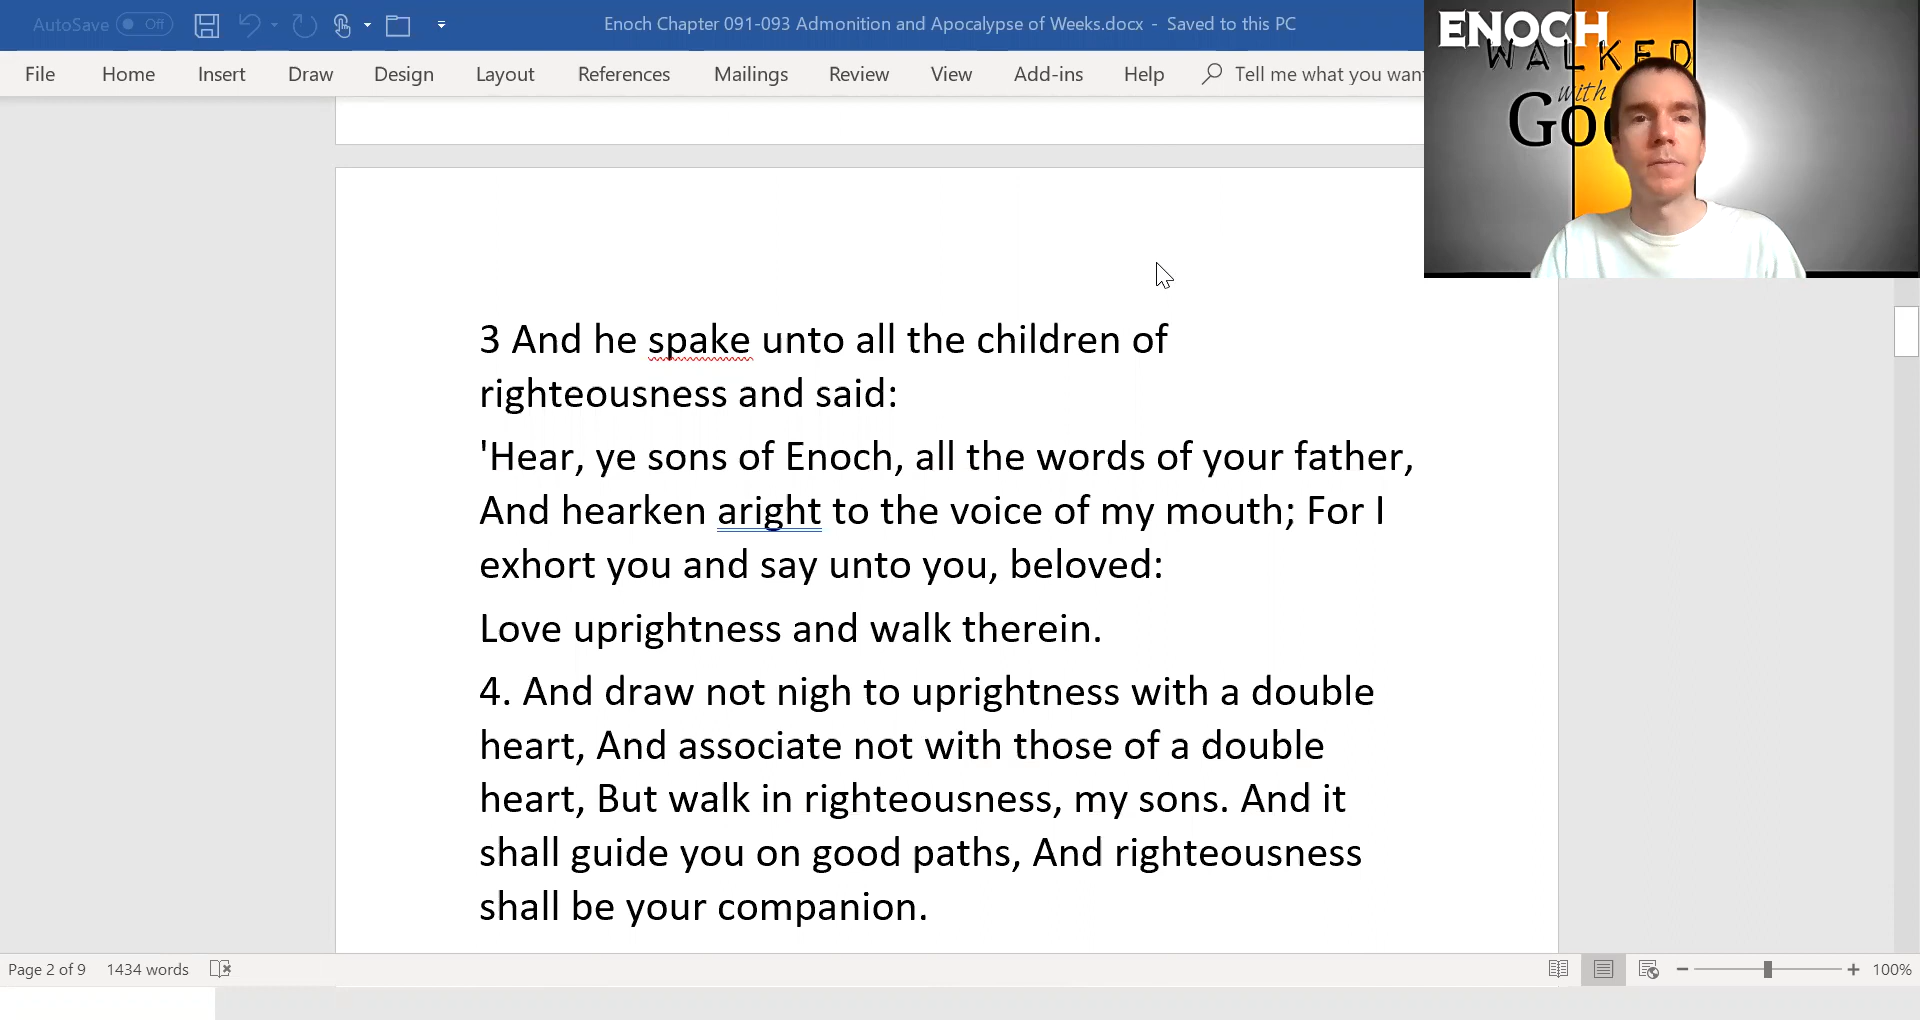 AutoSave Off
Enoch Chapter 091-093 Admonition and Apocalypse of Weeks.docx - Saved to this PC
File Home Insert Draw Design Layout References Mailings Review View Add-ins Help Tell me what you wan
ENOCH
WALKED
with
God
3 And he spake unto all the children of
righteousness and said:
'Hear, ye sons of Enoch, all the words of your father,
And hearken aright to the voice of my mouth; For I
exhort you and say unto you, beloved:
Love uprightness and walk therein.
4. And draw not nigh to uprightness with a double
heart, And associate not with those of a double
heart, But walk in righteousness, my sons. And it
shall guide you on good paths, And righteousness
shall be your companion.
Page 2 of 9 1434 words 100%